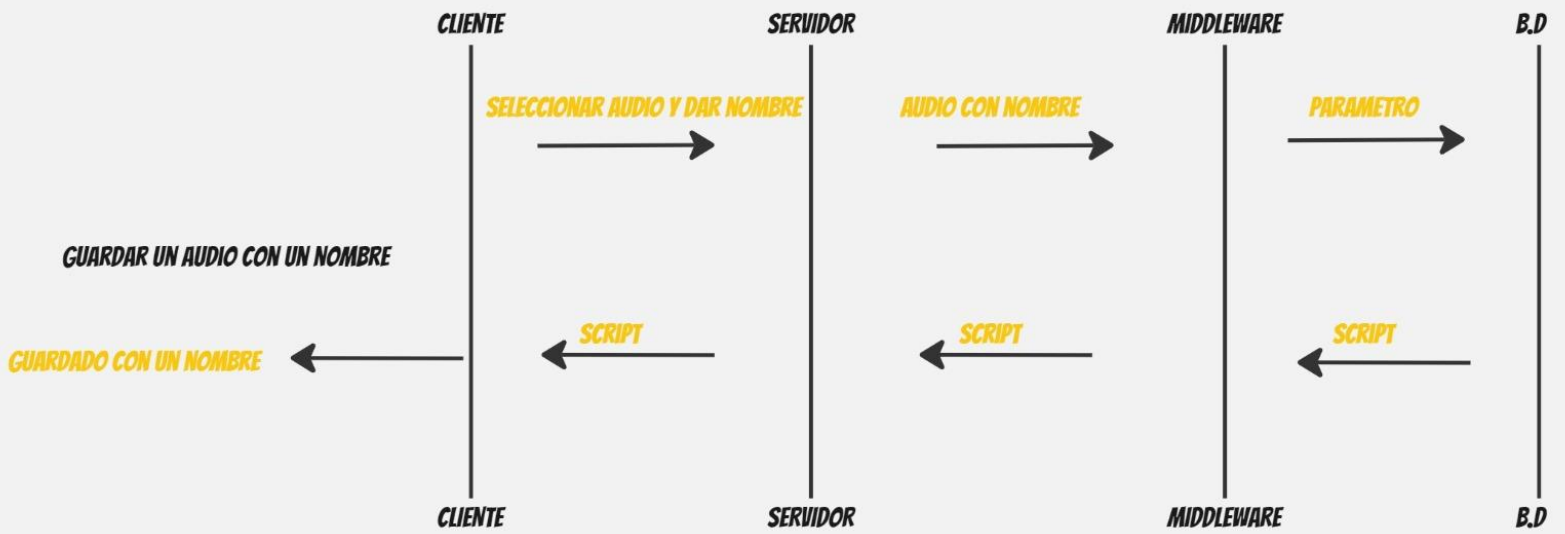 CLIENTE
SERVIDOR
MIDDLEWARE
B.D
SELECCIONAR AUDIO Y DAR NOMBRE
AUDIO CON NOMBRE
PARAMETRO
GUARDAR UN AUDIO CON UN NOMBRE
GUARDADO CON UN NOMBRE
SCRIPT
SCRIPT
SCRIPT
CLIENTE
SERVIDOR
MIDDLEWARE
B.D